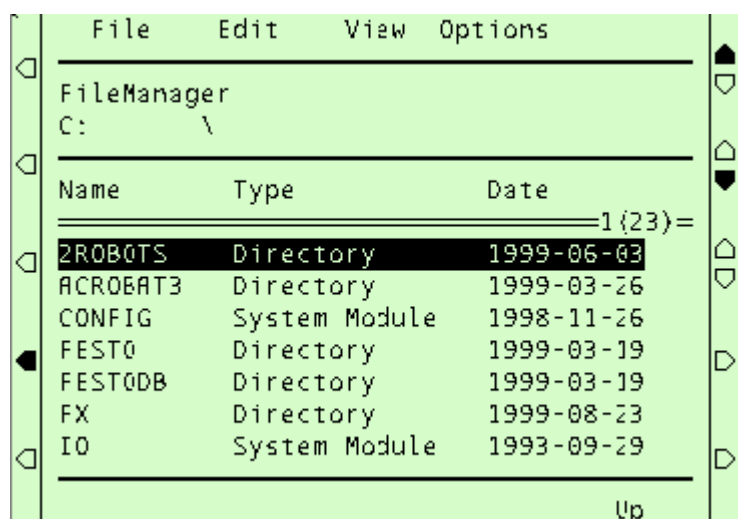 File Edit View Options
FileManager
C: \
Name Type Date
1(23)
2ROBOTS Directory 1999-06-03
ACROBAT3 Directory 1999-03-26
CONFIG System Module 1998-11-26
FESTO Directory 1999-03-19
FESTODB Directory 1999-03-19
FX Directory 1999-08-23
IO System Module 1993-09-29
Up